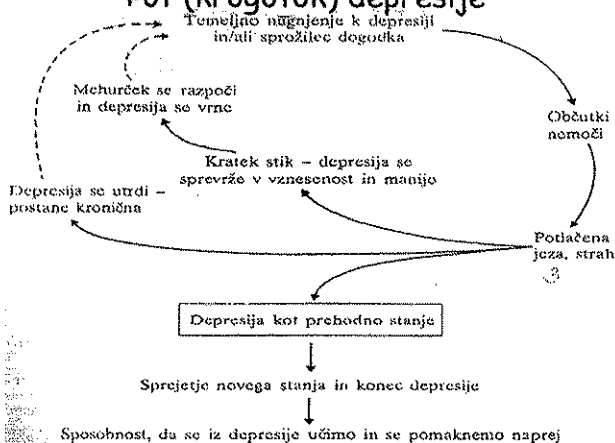 Pot (krogotok) depresije
Temeljno nagnjenje k depresiji
in/ali sprožilec dogodka
Mehurček se razpoči
in depresija se vrne
Občutki
nemoči
Kratek stik – depresija se
sprevrže v vznesenost in manijo
Depresija se utrdi –
postane kronična
Potlačena
jeza, strah
Depresija kot prehodno stanje
Sprejetje novega stanja in konec depresije
Sposobnost, da se iz depresije učimo in se pomaknemo naprej